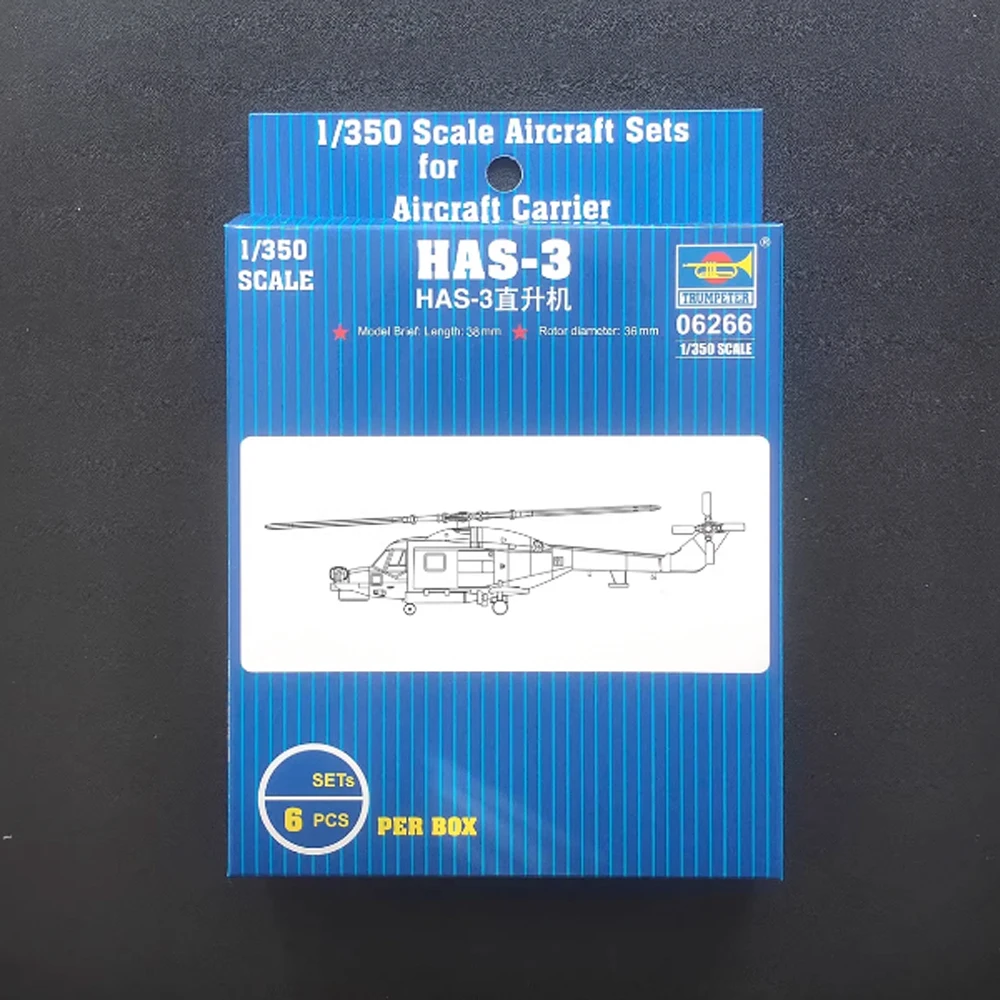 1/350 Scale Aircraft Sets
for
Aircraft Carrier
1/350
SCALE
HAS-3
HAS-3直升机
Model Brief: Length: 38mm
Rotor diameter: 36mm
®
TRUMPETER
06266
1/350 SCALE
SETs
6 PCS
PER BOX